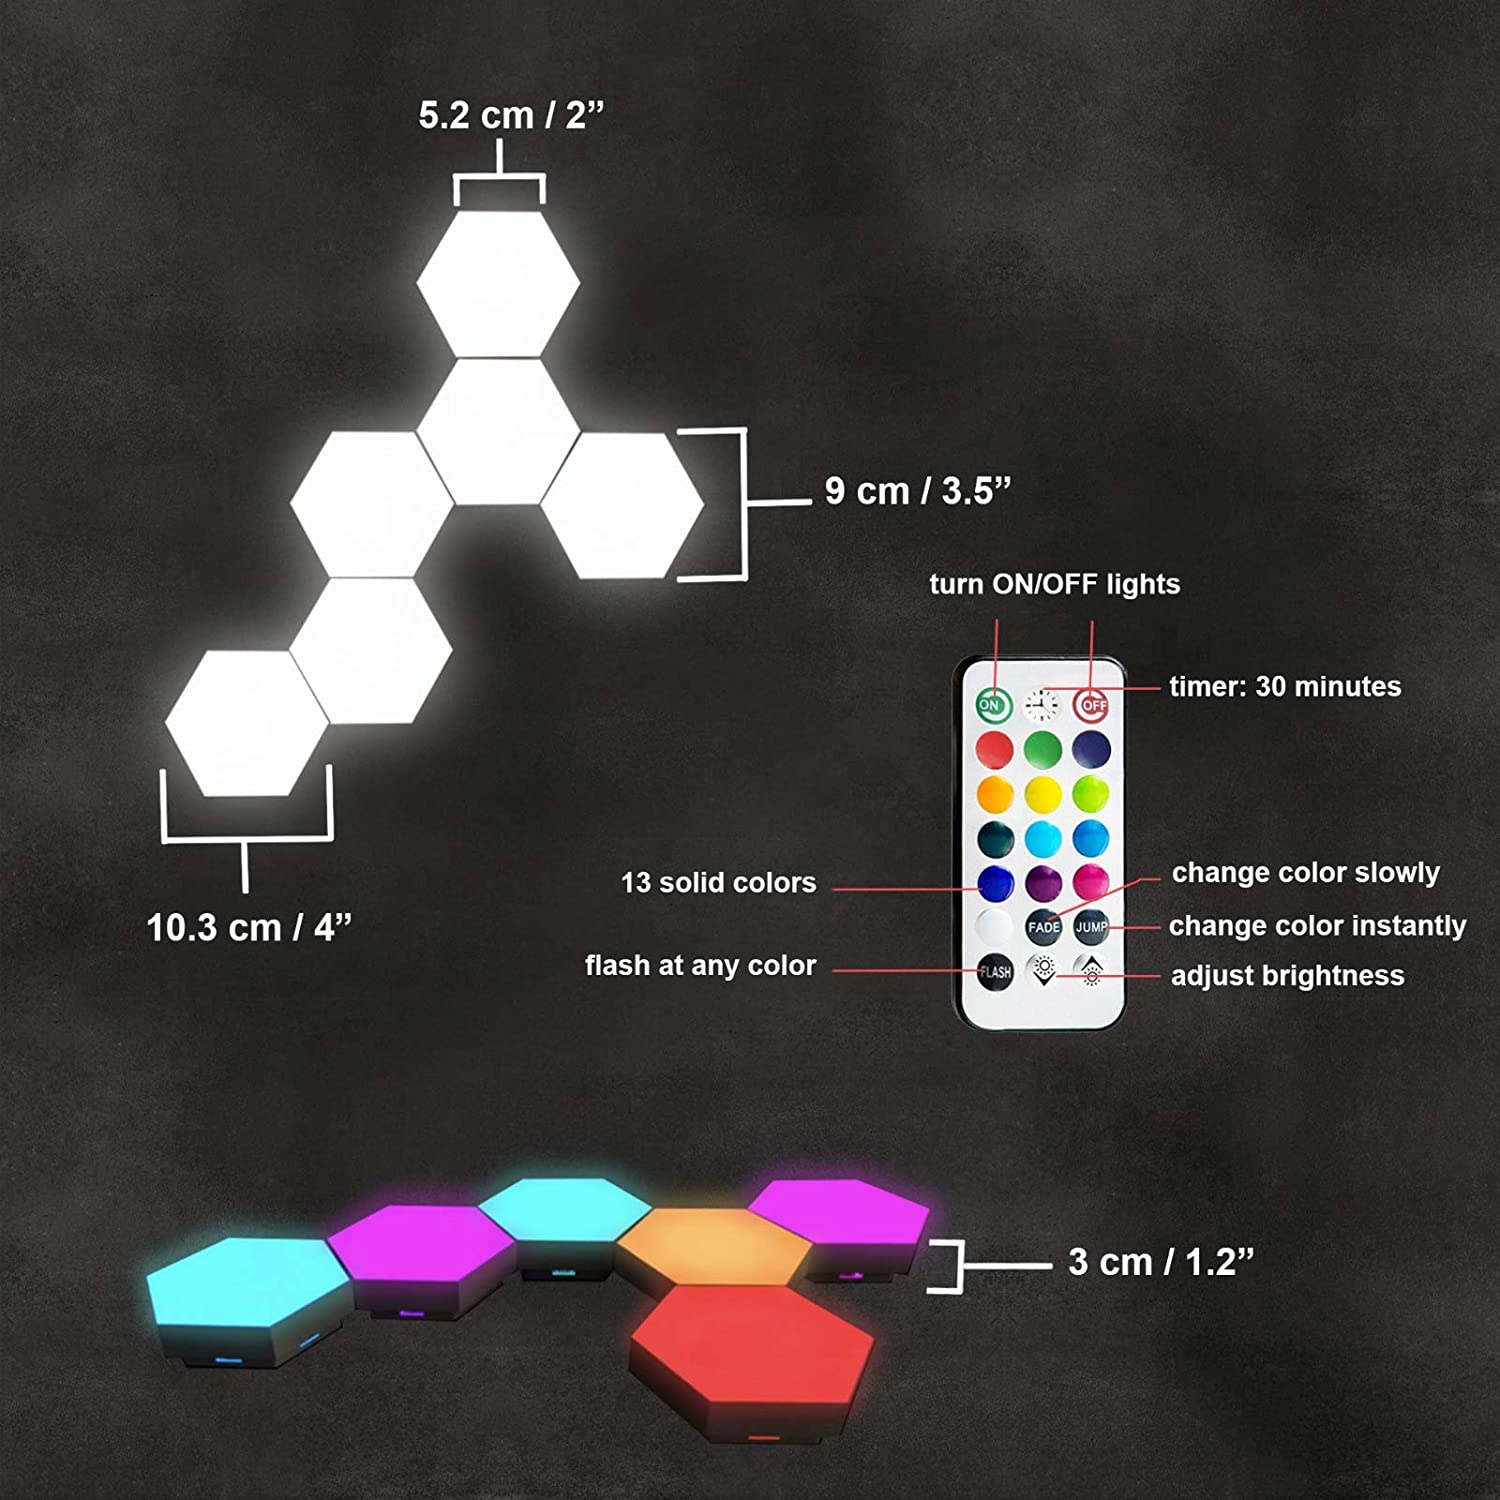 5.2 cm / 2”
9 cm / 3.5”
turn ON/OFF lights
timer: 30 minutes
ON
OFF
13 solid colors
change color slowly
FADE
JUMP
change color instantly
10.3 cm / 4”
flash at any color
FLASH
adjust brightness
3 cm / 1.2”